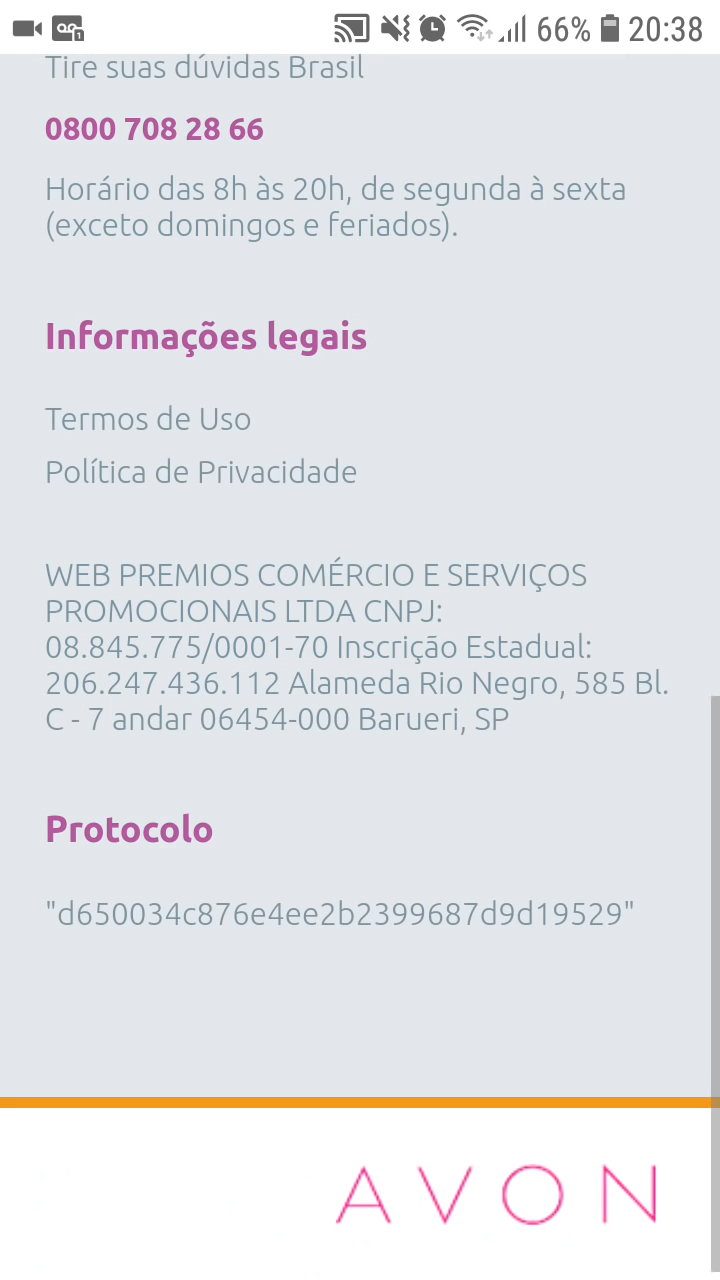 66% 20:38
Tire suas dúvidas Brasil
0800 708 28 66
Horário das 8h às 20h, de segunda à sexta
(exceto domingos e feriados).
Informações legais
Termos de Uso
Política de Privacidade
WEB PREMIOS COMÉRCIO E SERVIÇOS
PROMOCIONAIS LTDA CNPJ:
08.845.775/0001-70 Inscrição Estadual:
206.247.436.112 Alameda Rio Negro, 585 Bl.
C - 7 andar 06454-000 Barueri, SP
Protocolo
"d650034c876e4ee2b2399687d9d19529"
AVON